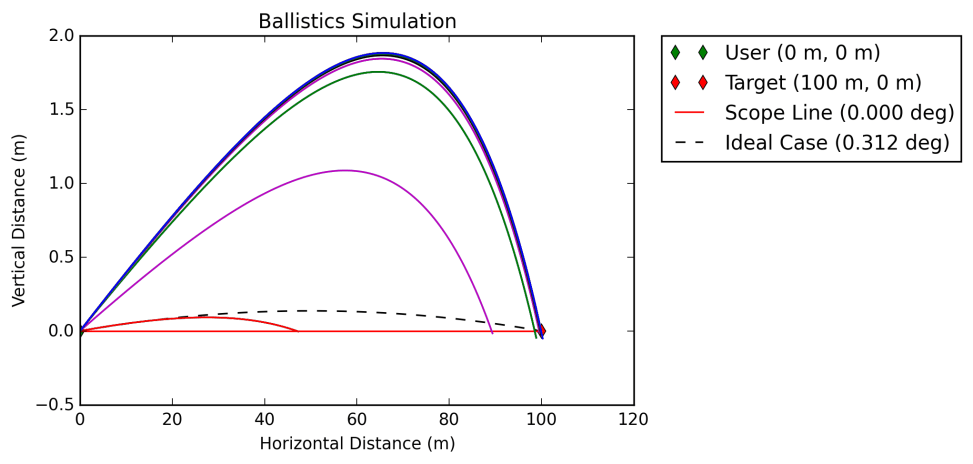 Ballistics Simulation
2.0
1.5
1.0
0.5
0.0
−0.5
0
20
40
60
80
100
120
Vertical Distance (m)
Horizontal Distance (m)
User (0 m, 0 m)
Target (100 m, 0 m)
Scope Line (0.000 deg)
Ideal Case (0.312 deg)